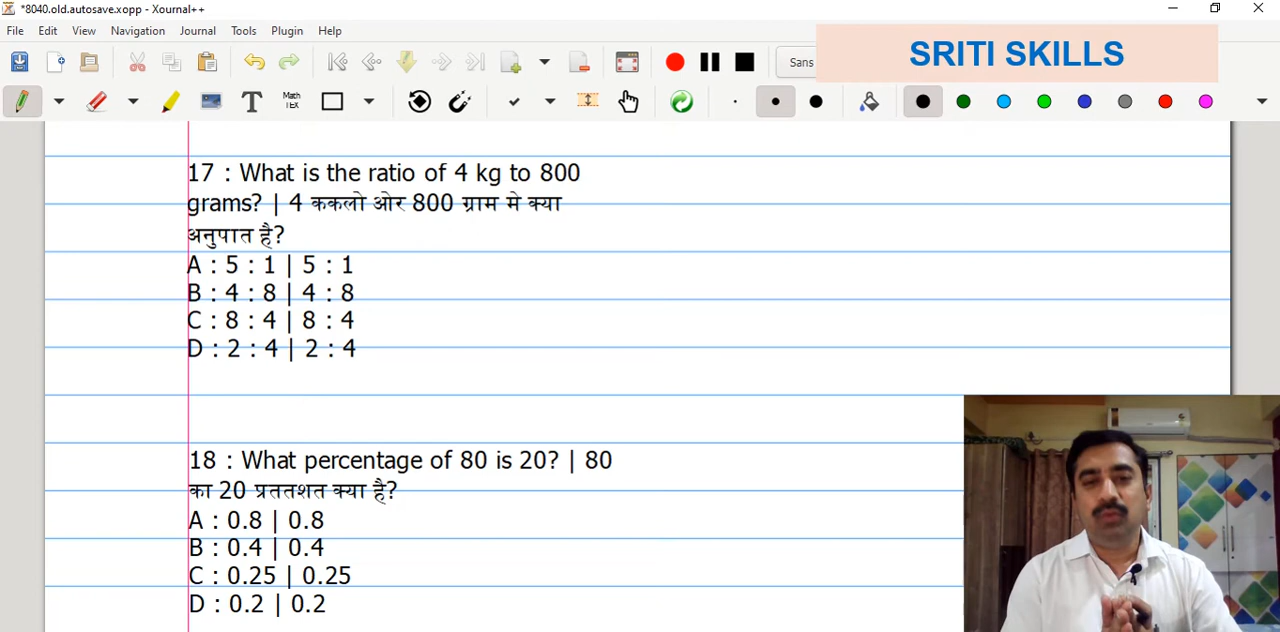 *8040.old.autosave.xopp - Xournal++
File Edit View Navigation Journal Tools Plugin Help
Sans
SRITI SKILLS
T Math TEX
17 : What is the ratio of 4 kg to 800
grams? | 4 ककलो ओर 800 ग्राम मे क्या
अनुपात है?
A : 5 : 1 | 5 : 1
B : 4 : 8 | 4 : 8
C : 8 : 4 | 8 : 4
D : 2 : 4 | 2 : 4
18 : What percentage of 80 is 20? | 80
का 20 प्रततशत क्या है?
A : 0.8 | 0.8
B : 0.4 | 0.4
C : 0.25 | 0.25
D : 0.2 | 0.2